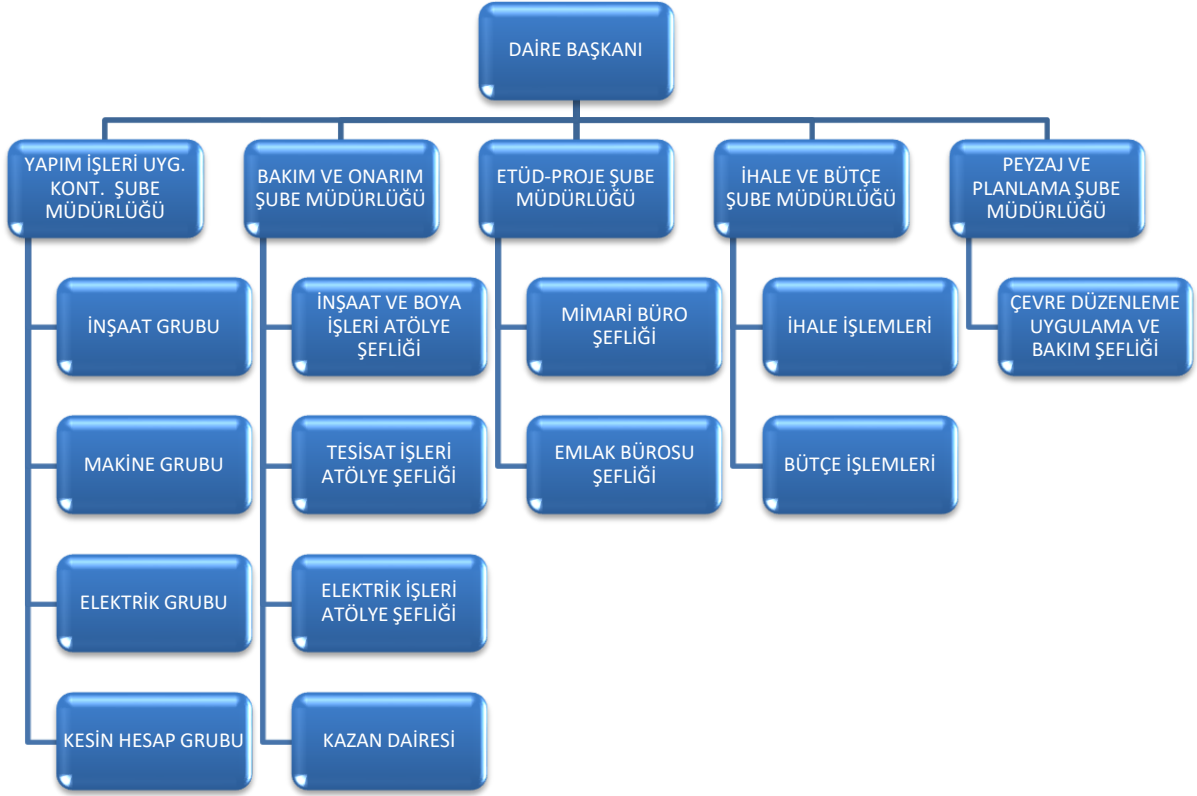 DAİRE BAŞKANI
YAPIM İŞLERİ UYG.
KONT. ŞUBE
MÜDÜRLÜĞÜ
İNŞAAT GRUBU
MAKİNE GRUBU
ELEKTRİK GRUBU
KESİN HESAP GRUBU
BAKIM VE ONARIM
ŞUBE MÜDÜRLÜĞÜ
İNŞAAT VE BOYA
İŞLERİ ATÖLYE
ŞEFLİĞİ
TESİSAT İŞLERİ
ATÖLYE ŞEFLİĞİ
ELEKTRİK İŞLERİ
ATÖLYE ŞEFLİĞİ
KAZAN DAİRESİ
ETÜD-PROJE ŞUBE
MÜDÜRLÜĞÜ
MİMARİ BÜRO
ŞEFLİĞİ
EMLAK BÜROSU
ŞEFLİĞİ
İHALE VE BÜTÇE
ŞUBE MÜDÜRLÜĞÜ
İHALE İŞLEMLERİ
BÜTÇE İŞLEMLERİ
PEYZAJ VE
PLANLAMA ŞUBE
MÜDÜRLÜĞÜ
ÇEVRE DÜZENLEME
UYGULAMA VE
BAKIM ŞEFLİĞİ